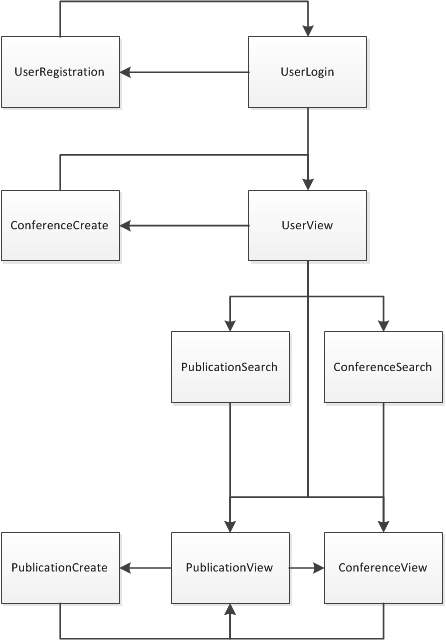 UserRegistration
UserLogin
ConferenceCreate
UserView
PublicationSearch
ConferenceSearch
PublicationCreate
PublicationView
ConferenceView